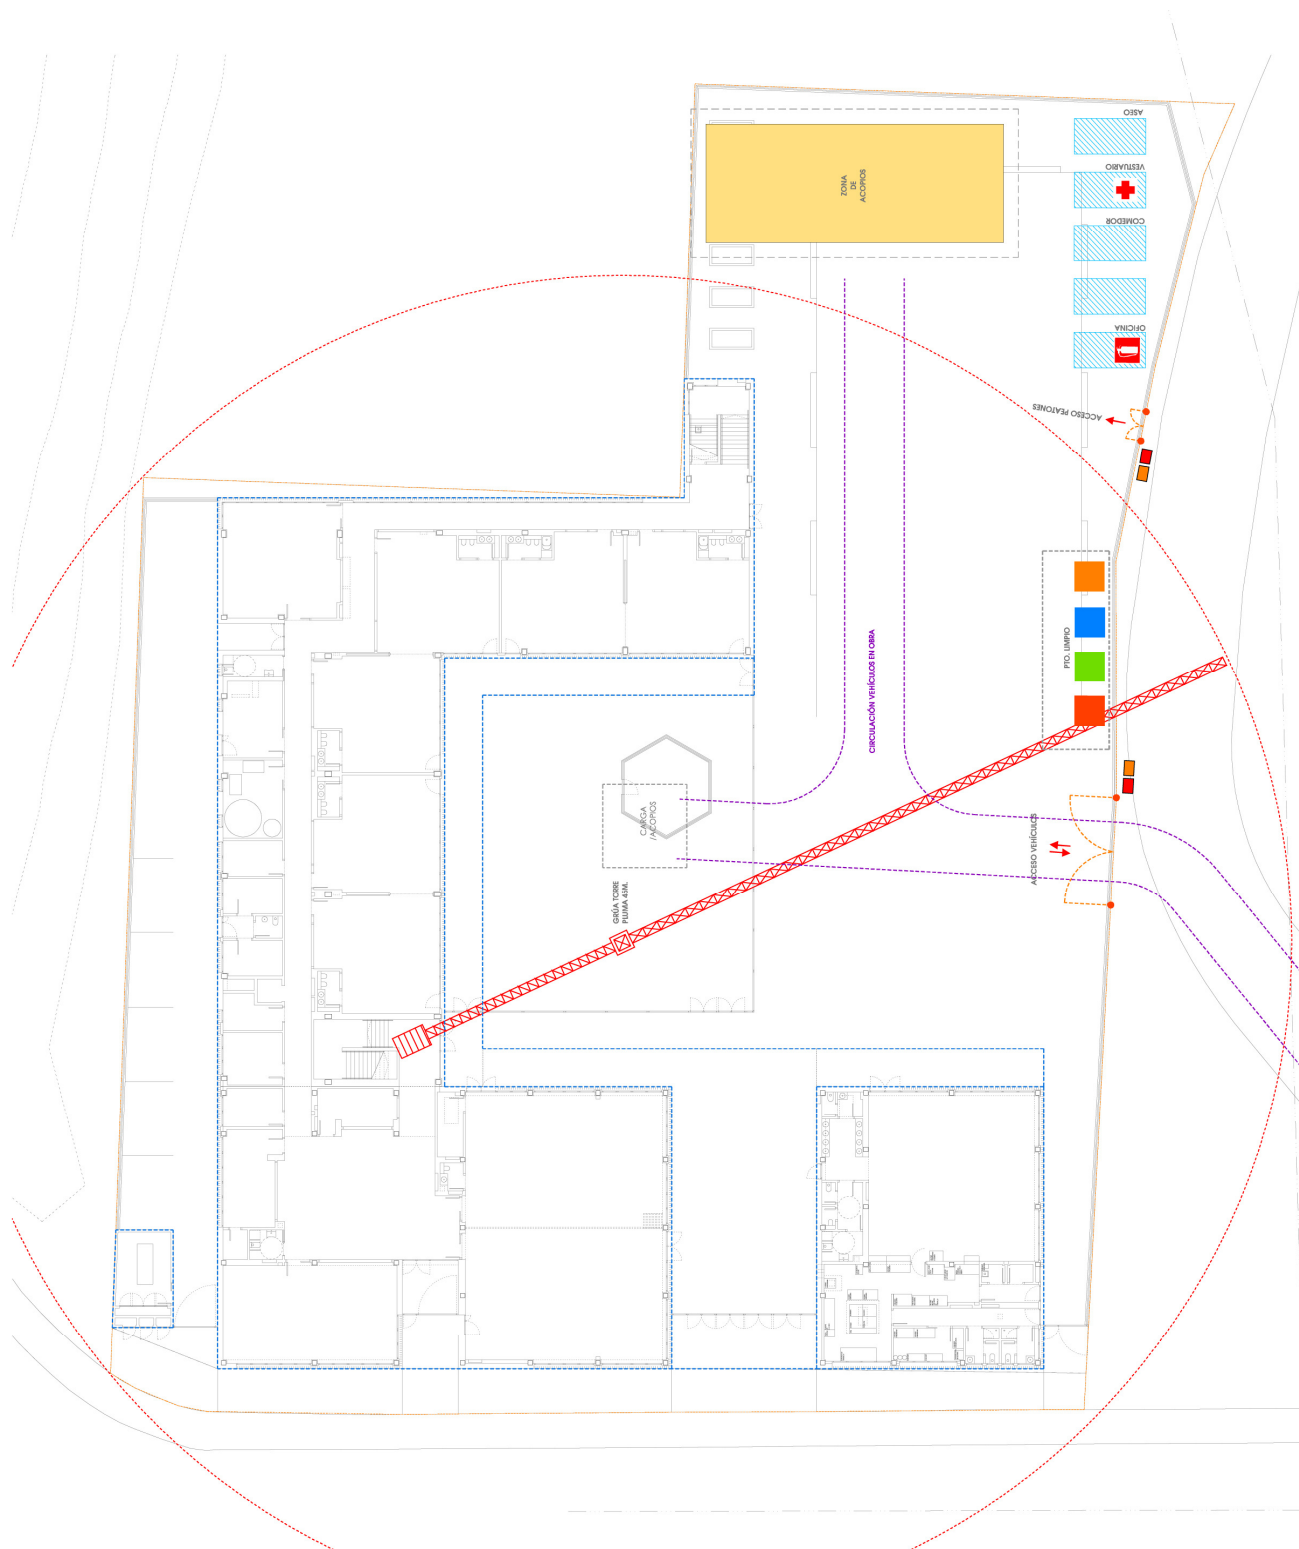 ASEO
VESTUARIO
ZONA
DE
ACOPIOS
COMEDOR
OFICINA
ACCESO PEATONES
PTO. LIMPIO
CIRCULACIÓN VEHÍCULOS EN OBRA
CARGA
/ACOPIOS
ACCESO VEHÍCULOS
GRÚA TORRE
PLUMA 45M.